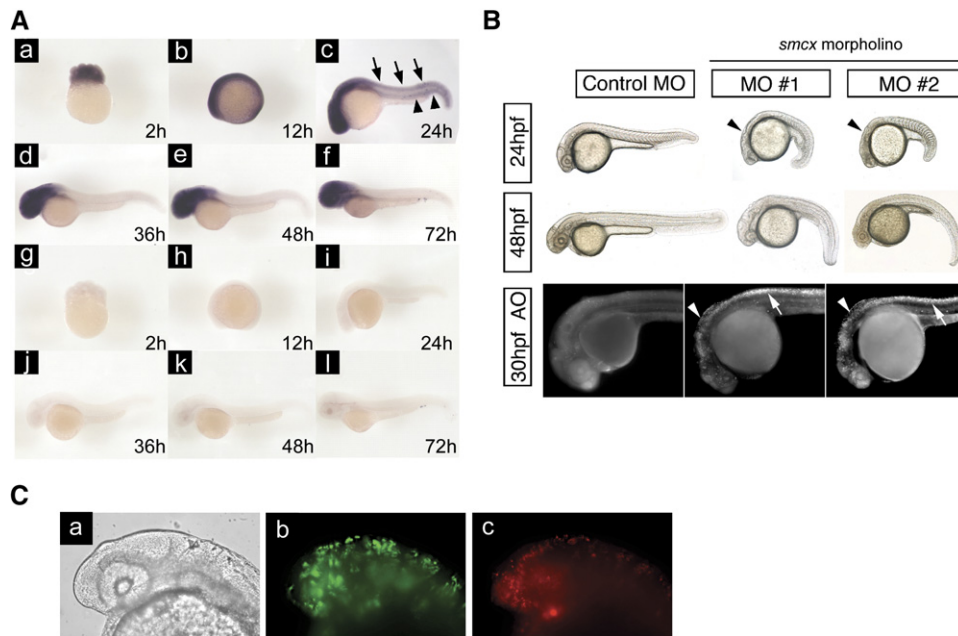 A
a
2h
b
12h
c
24h
d
36h
e
48h
f
72h
g
2h
h
12h
i
24h
j
36h
k
48h
l
72h
B
smcx morpholino
Control MO
MO #1
MO #2
24hpf
48hpf
30hpf AO
C
a
b
c